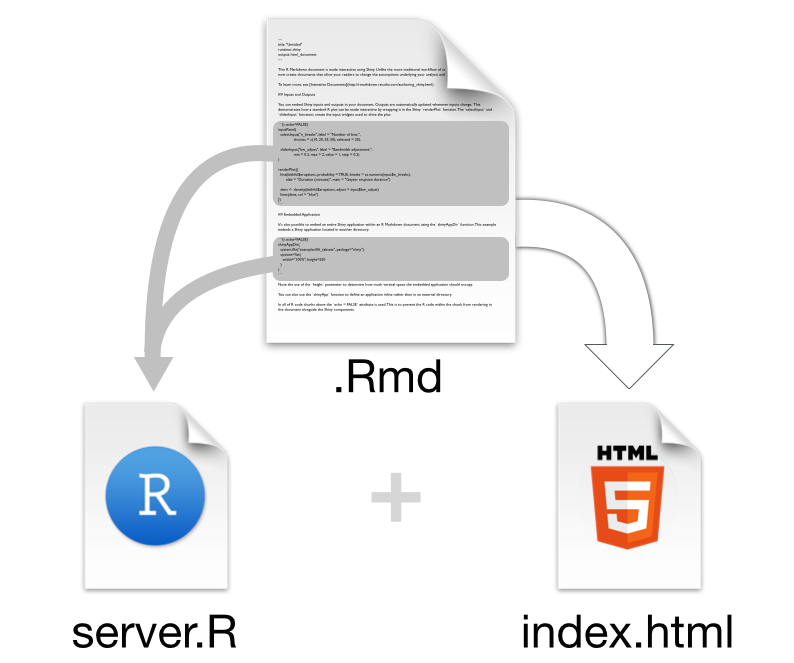 ---
title: "Untitled"
runtime: shiny
output: html_document
---
This R Markdown document is made interactive using Shiny. Unlike the more traditional workflow of
now create documents that allow your readers to change the assumptions underlying your analysis and
To learn more, see [Interactive Documents](http://rmarkdown.rstudio.com/authoring_shiny.html).
## Inputs and Outputs
You can embed Shiny inputs and outputs in your document. Outputs are automatically updated whenever inputs change. This
demonstrates how a standard R plot can be made interactive by wrapping it in the Shiny `renderPlot` function. The `selectInput` and
`sliderInput` functions create the input widgets used to drive the plot.
```{r, echo=FALSE}
inputPanel(
selectInput("n_breaks", label = "Number of bins:",
choices = c(10, 20, 35, 50), selected = 20),
sliderInput("bw_adjust", label = "Bandwidth adjustment:",
min = 0.2, max = 2, value = 1, step = 0.2)
)
renderPlot({
hist(faithful$eruptions, probability = TRUE, breaks = as.numeric(input$n_breaks),
xlab = "Duration (minutes)", main = "Geyser eruption duration")
dens <- density(faithful$eruptions, adjust = input$bw_adjust)
lines(dens, col = "blue")
})
```
## Embedded Application
It's also possible to embed an entire Shiny application within an R Markdown document using the `shinyAppDir` function. This example
embeds a Shiny application located in another directory:
```{r, echo=FALSE}
shinyAppDir(
system.file("examples/06_tabsets", package="shiny"),
options=list(
width="100%", height=550
)
)
```
Note the use of the `height` parameter to determine how much vertical space the embedded application should occupy.
You can also use the `shinyApp` function to define an application inline rather then in an external directory.
In all of R code chunks above the `echo = FALSE` attribute is used. This is to prevent the R code within the chunk from rendering in
the document alongside the Shiny components.
.Rmd
R
+
HTML
5
server.R
index.html